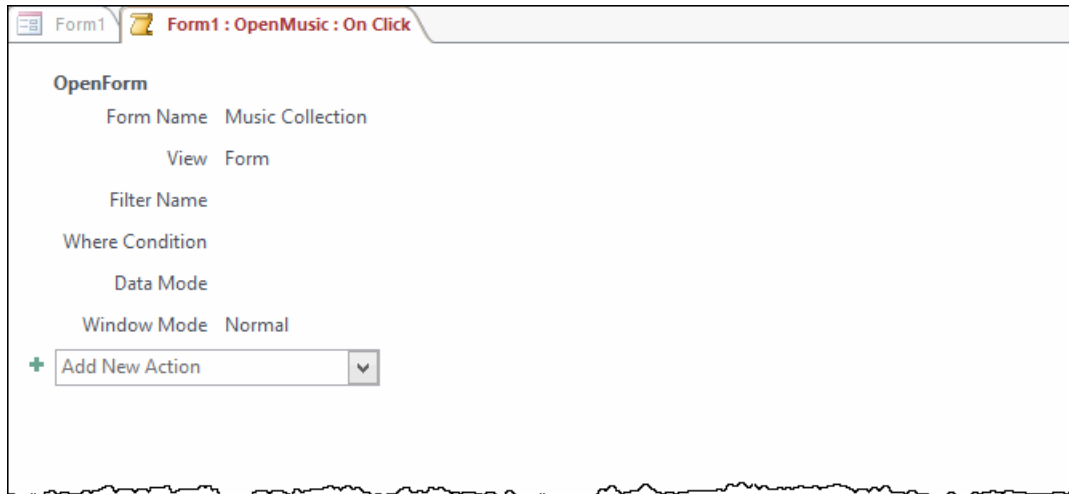 Form1
Form1 : OpenMusic : On Click
OpenForm
Form Name Music Collection
View Form
Filter Name
Where Condition
Data Mode
Window Mode Normal
Add New Action